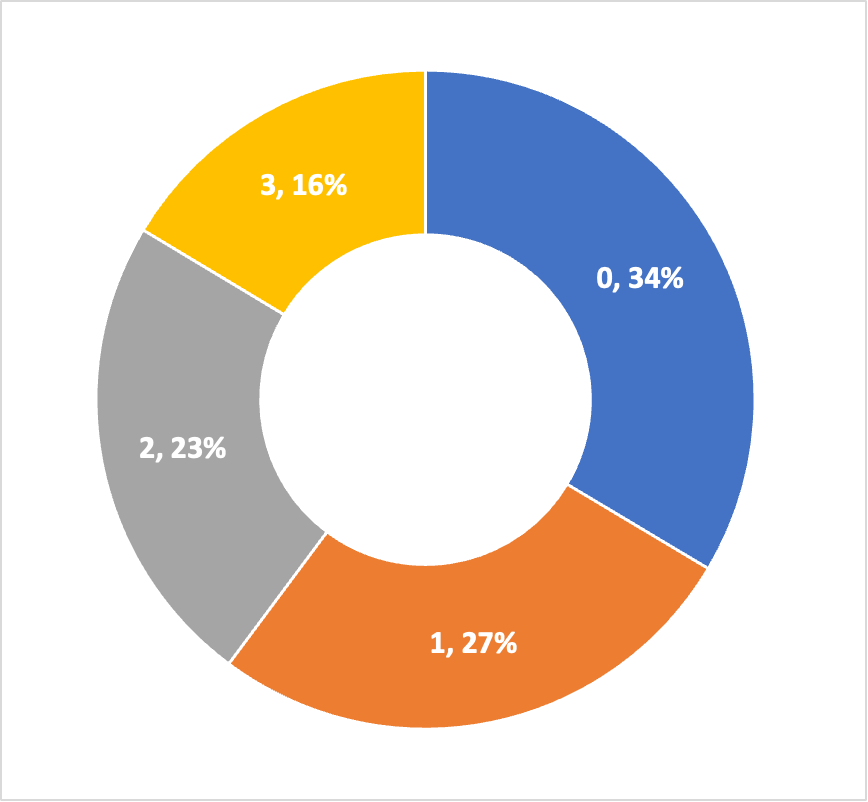 3, 16%
0, 34%
2, 23%
1, 27%